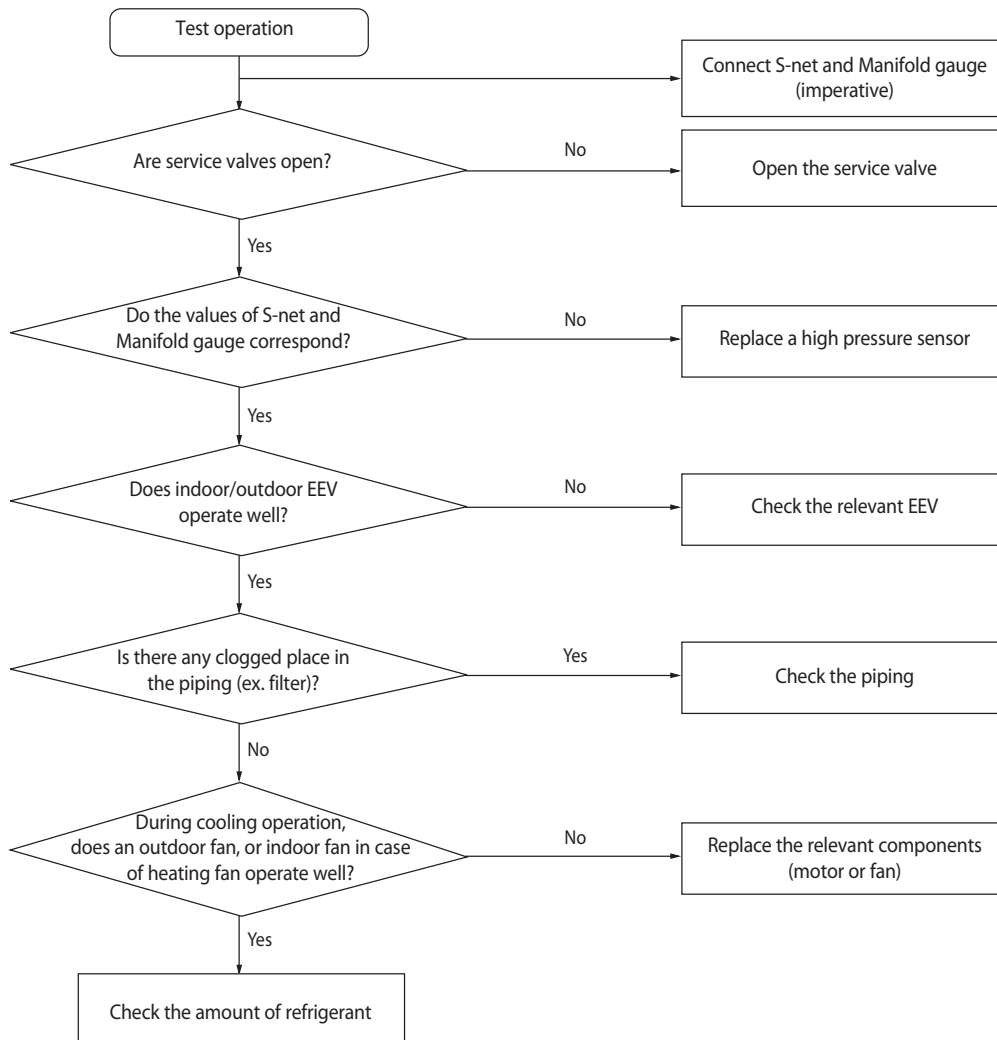 Test operation
Connect S-net and Manifold gauge
(imperative)
Are service valves open?
No
Open the service valve
Yes
Do the values of S-net and
Manifold gauge correspond?
No
Replace a high pressure sensor
Yes
Does indoor/outdoor EEV
operate well?
No
Check the relevant EEV
Yes
Is there any clogged place in
the piping (ex. filter)?
Yes
Check the piping
No
During cooling operation,
does an outdoor fan, or indoor fan in case
of heating fan operate well?
No
Replace the relevant components
(motor or fan)
Yes
Check the amount of refrigerant